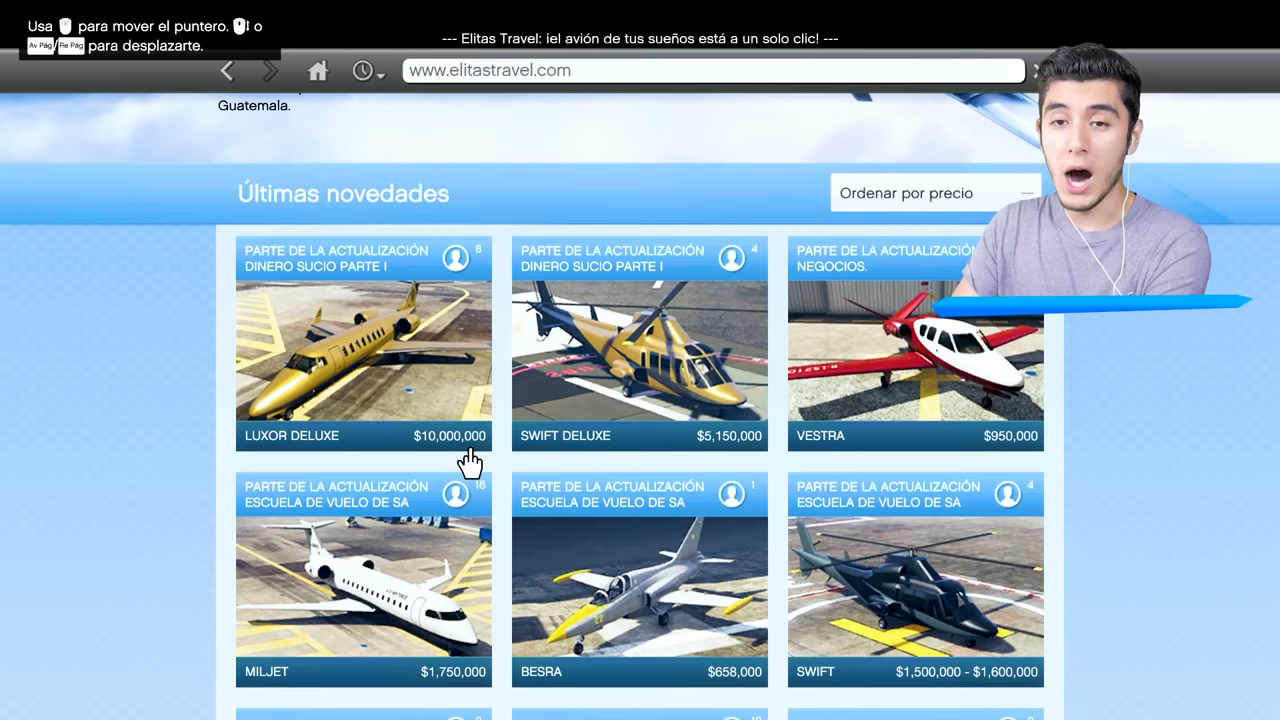 Usa para mover el puntero. o
Av Pág / Re Pág para desplazarte.
--- Elitas Travel: ¡el avión de tus sueños está a un solo clic! ---
www.elitastravel.com
Guatemala.
Últimas novedades
Ordenar por precio
PARTE DE LA ACTUALIZACIÓN
DINERO SUCIO PARTE I
8
LUXOR DELUXE $10,000,000
PARTE DE LA ACTUALIZACIÓN
DINERO SUCIO PARTE I
4
SWIFT DELUXE $5,150,000
PARTE DE LA ACTUALIZACIÓN
NEGOCIOS.
VESTRA $950,000
PARTE DE LA ACTUALIZACIÓN
ESCUELA DE VUELO DE SA
16
MILJET $1,750,000
PARTE DE LA ACTUALIZACIÓN
ESCUELA DE VUELO DE SA
1
BESRA $658,000
PARTE DE LA ACTUALIZACIÓN
ESCUELA DE VUELO DE SA
4
SWIFT $1,500,000 - $1,600,000